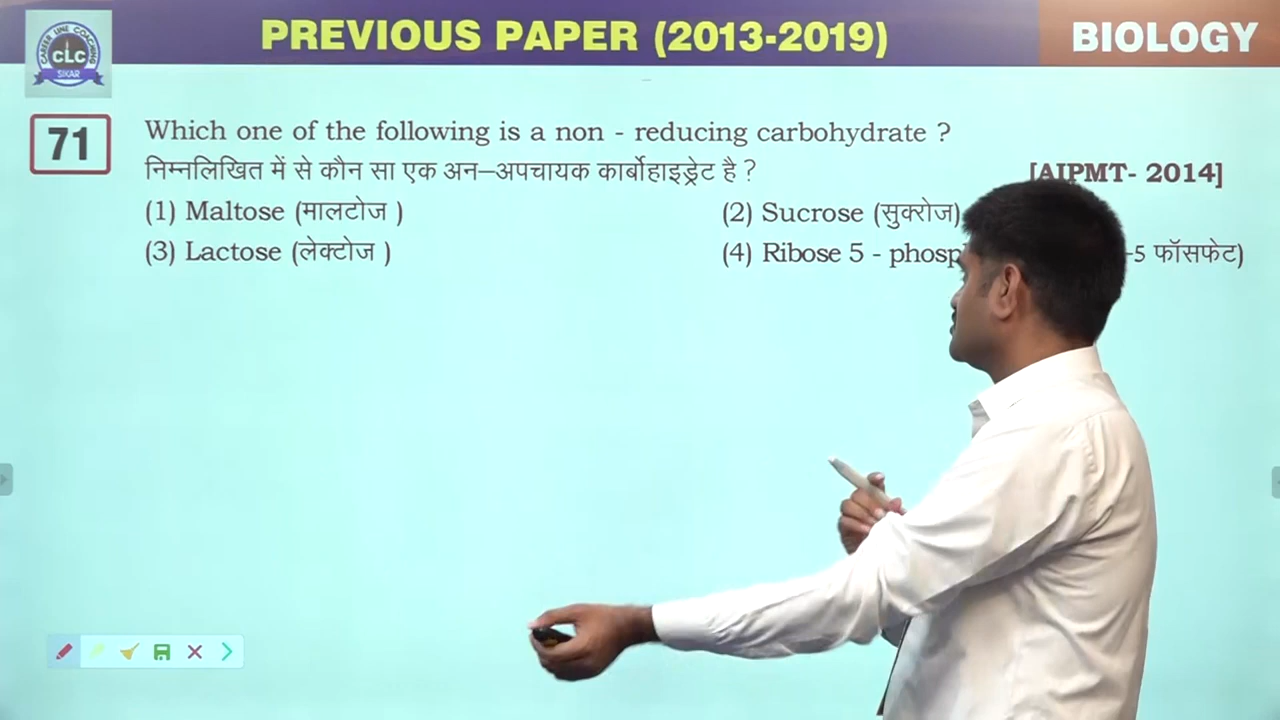 PREVIOUS PAPER (2013-2019)
BIOLOGY
CAREER LINE COACHING
CLC
SIKAR
71
Which one of the following is a non - reducing carbohydrate ?
निम्नलिखित में से कौन सा एक अन–अपचायक कार्बोहाइड्रेट है ?
[AIPMT- 2014]
(1) Maltose (मालटोज )
(2) Sucrose (सुक्रोज)
(3) Lactose (लेक्टोज )
(4) Ribose 5 - -5 फॉसफेट)